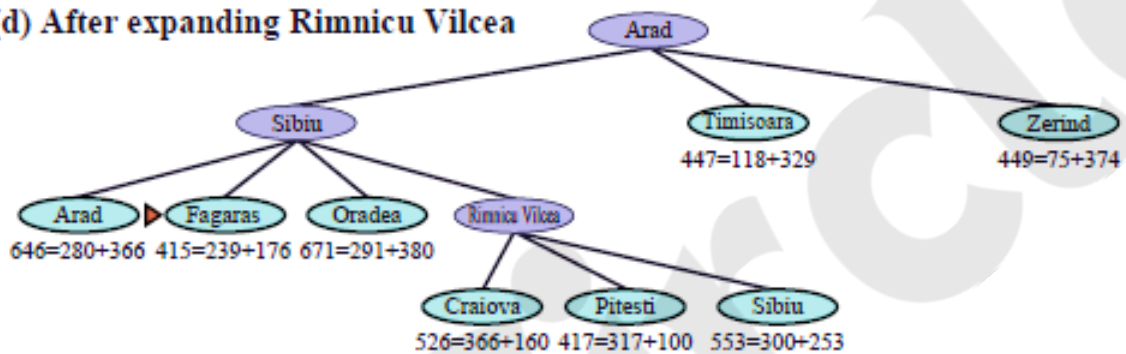 d) After expanding Rimnicu Vilcea
Arad
Sibiu
Timisoara
Zerind
447=118+329
449=75+374
Arad
Fagaras
Oradea
Rimnicu Vilcea
646=280+366
415=239+176
671=291+380
Craiova
Pitesti
Sibiu
526=366+160
417=317+100
553=300+253